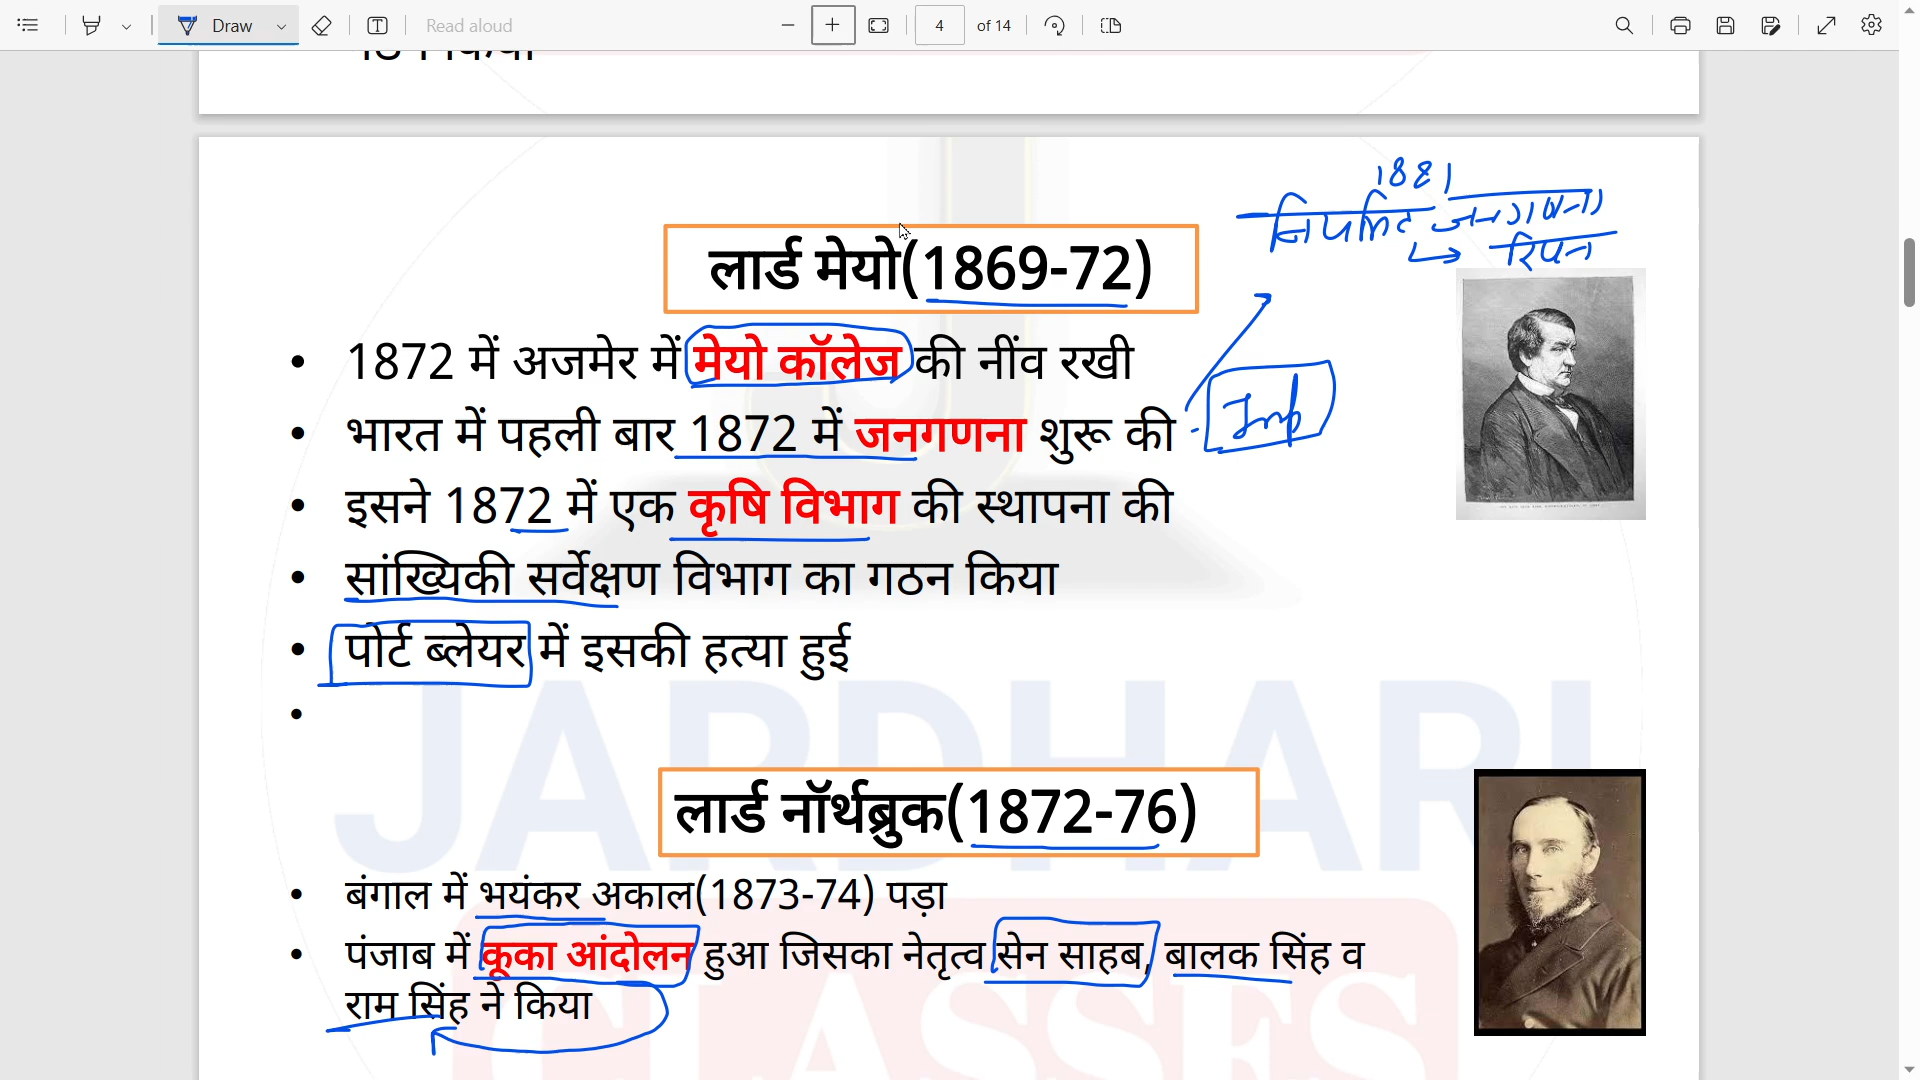 Draw
Read aloud
4
of 14
1881
नियमित जनगणना
रिपन
लार्ड मेयो(1869-72)
• 1872 में अजमेर में मेयो कॉलेज की नींव रखी
• भारत में पहली बार 1872 में जनगणना शुरू की
Imp
• इसने 1872 में एक कृषि विभाग की स्थापना की
• सांख्यिकी सर्वेक्षण विभाग का गठन किया
• पोर्ट ब्लेयर में इसकी हत्या हुई
•
JARDHARI
लार्ड नॉर्थब्रुक(1872-76)
• बंगाल में भयंकर अकाल(1873-74) पड़ा
• पंजाब में कूका आंदोलन हुआ जिसका नेतृत्व सेन साहब, बालक सिंह व
राम सिंह ने किया
CLASSES